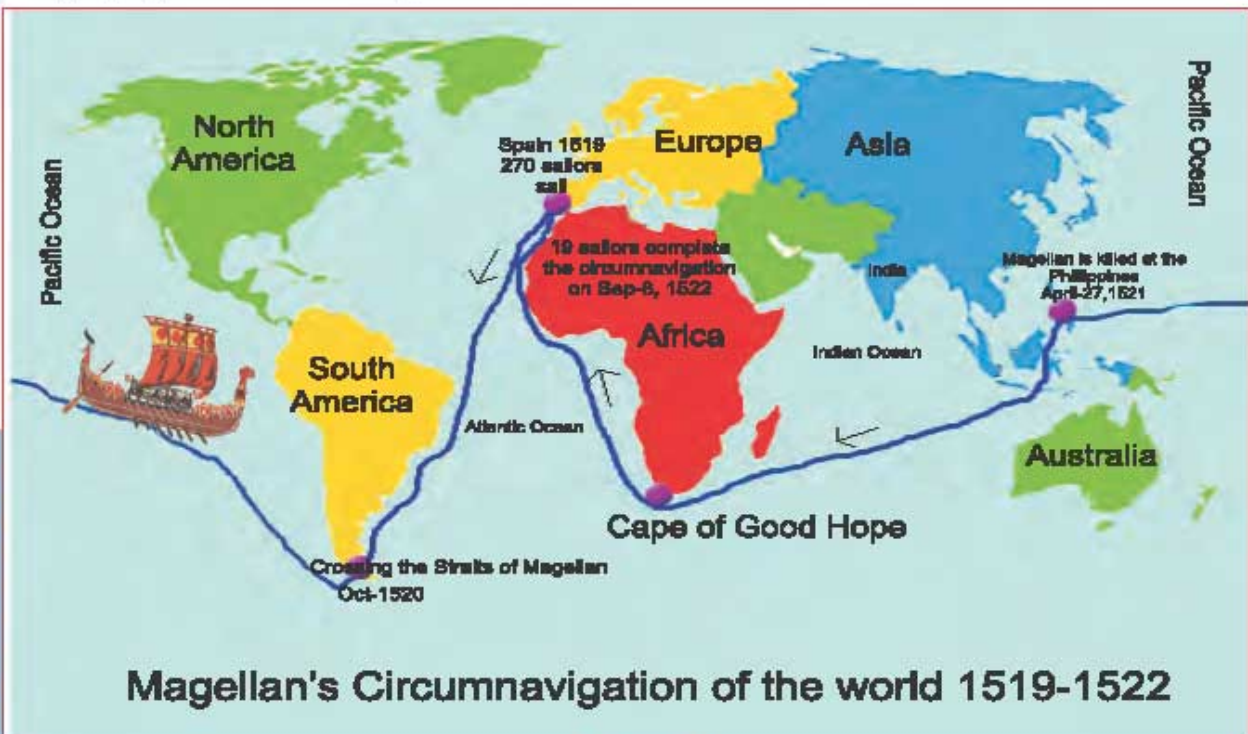 North
America
Pacific Ocean
Spain 1519
270 sailors
sail
Europe
Asia
Pacific Ocean
19 sailors complete
the circumnavigation
on Sep-6, 1522
India
Magellan is killed at the
Philippines
April-27,1521
Africa
Indian Ocean
South
America
Atlantic Ocean
Australia
Cape of Good Hope
Crossing the Straits of Magellan
Oct-1520
Magellan's Circumnavigation of the world 1519-1522